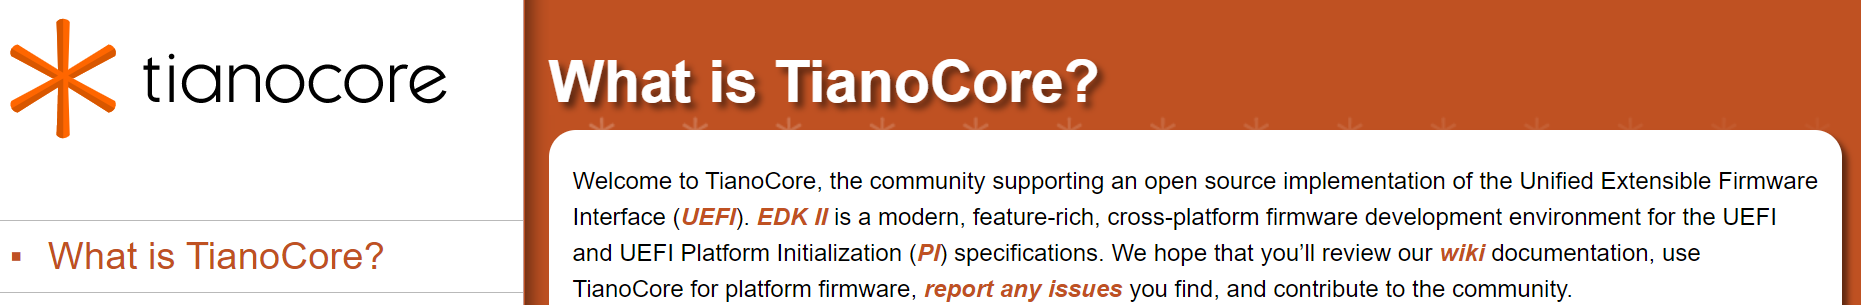 tianocore
What is TianoCore?
What is TianoCore?
Welcome to TianoCore, the community supporting an open source implementation of the Unified Extensible Firmware
Interface (UEFI). EDK II is a modern, feature-rich, cross-platform firmware development environment for the UEFI
and UEFI Platform Initialization (PI) specifications. We hope that you’ll review our wiki documentation, use
TianoCore for platform firmware, report any issues you find, and contribute to the community.